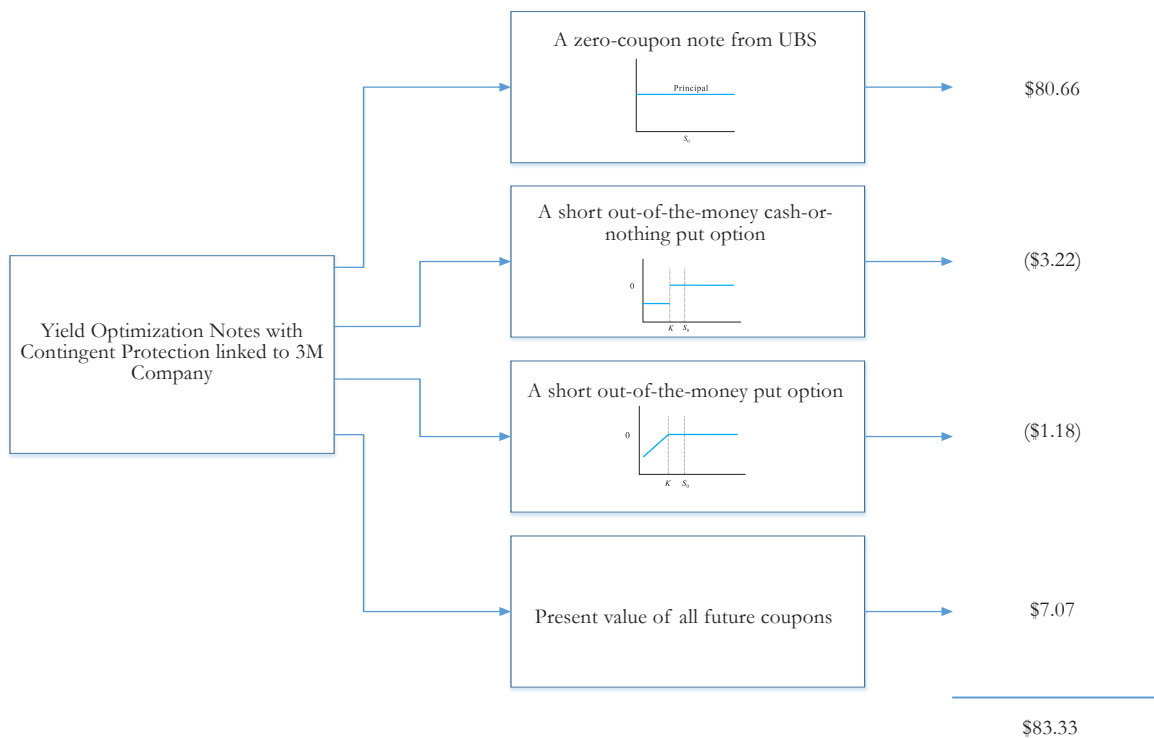 A zero-coupon note from UBS
Principal
S0
$80.66
A short out-of-the-money cash-or-
nothing put option
0
K
S0
($3.22)
Yield Optimization Notes with
Contingent Protection linked to 3M
Company
A short out-of-the-money put option
0
K
S0
($1.18)
Present value of all future coupons
$7.07
$83.33